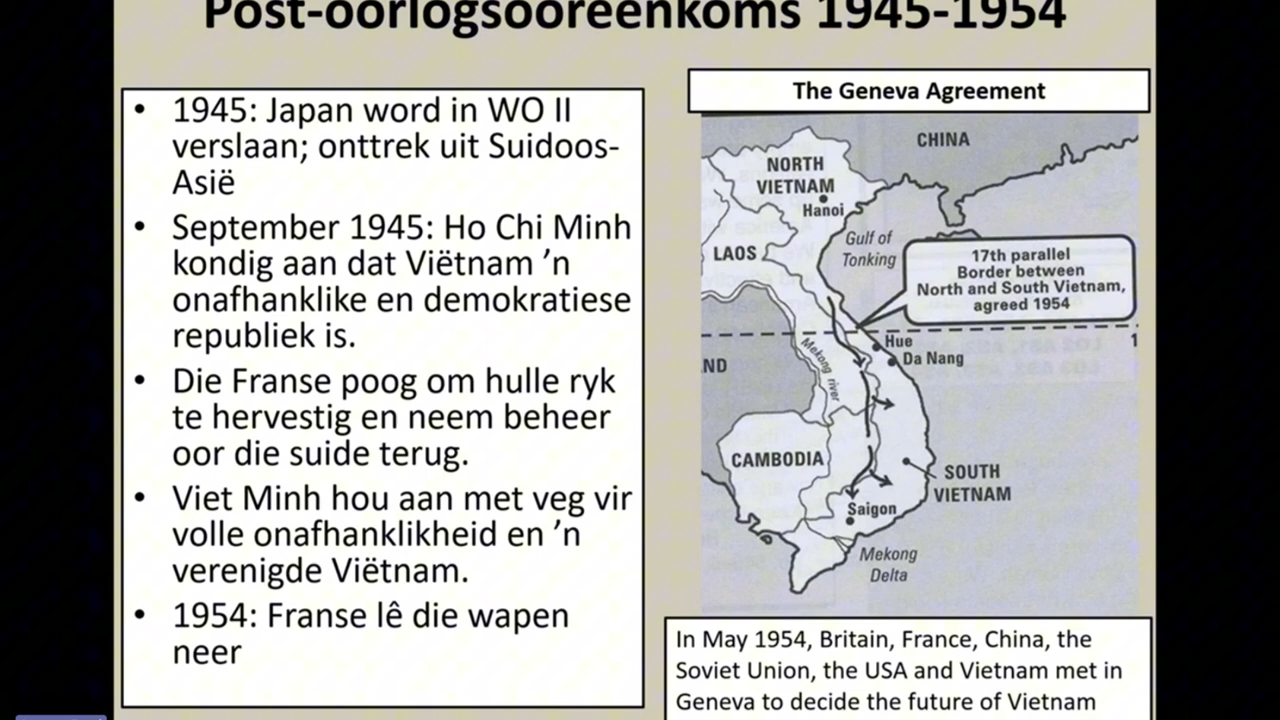 Post-oorlogsooreenkoms 1945-1954
• 1945: Japan word in WO II
verslaan; onttrek uit Suidoos-
Asië
• September 1945: Ho Chi Minh
kondig aan dat Viëtnam ’n
onafhanklike en demokratiese
republiek is.
• Die Franse poog om hulle ryk
te hervestig en neem beheer
oor die suide terug.
• Viet Minh hou aan met veg vir
volle onafhanklikheid en ’n
verenigde Viëtnam.
• 1954: Franse lê die wapen
neer
The Geneva Agreement
CHINA
NORTH
VIETNAM
Hanoi
LAOS
Gulf of
Tonking
17th parallel
Border between
North and South Vietnam,
agreed 1954
1
Hue
Da Nang
ND
Mekong river
CAMBODIA
SOUTH
VIETNAM
Saigon
Mekong
Delta
In May 1954, Britain, France, China, the
Soviet Union, the USA and Vietnam met in
Geneva to decide the future of Vietnam